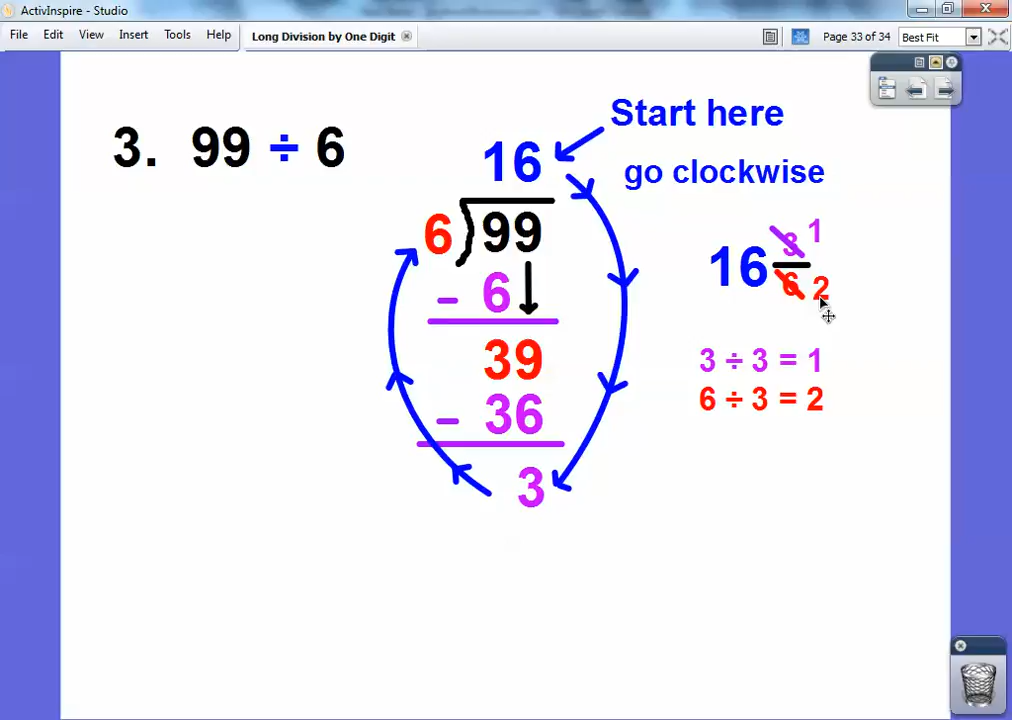 ActivInspire - Studio
File Edit View Insert Tools Help Long Division by One Digit Page 33 of 34 Best Fit
3. 99 ÷ 6
Start here
go clockwise
16
6 99
- 6
39
- 36
3
16 3 1
6 2
3 ÷ 3 = 1
6 ÷ 3 = 2